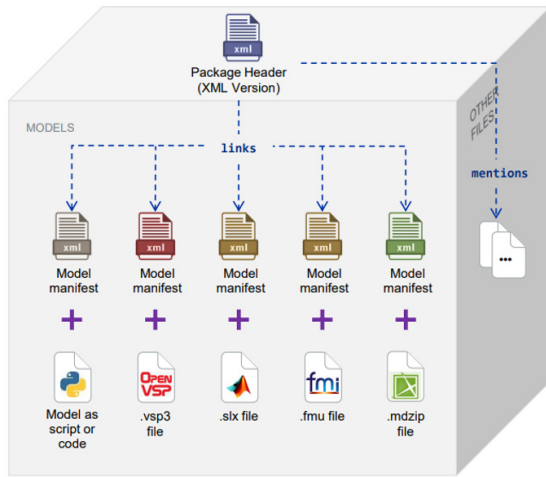 xml
Package Header
(XML Version)
MODELS
OTHER
FILES
links
mentions
xml
xml
xml
xml
xml
Model
manifest
Model
manifest
Model
manifest
Model
manifest
Model
manifest
+
+
+
+
+
...
OPEN
VSP
fmi
Model as
script or
code
.vsp3
file
.slx file
.fmu file
.mdzip
file